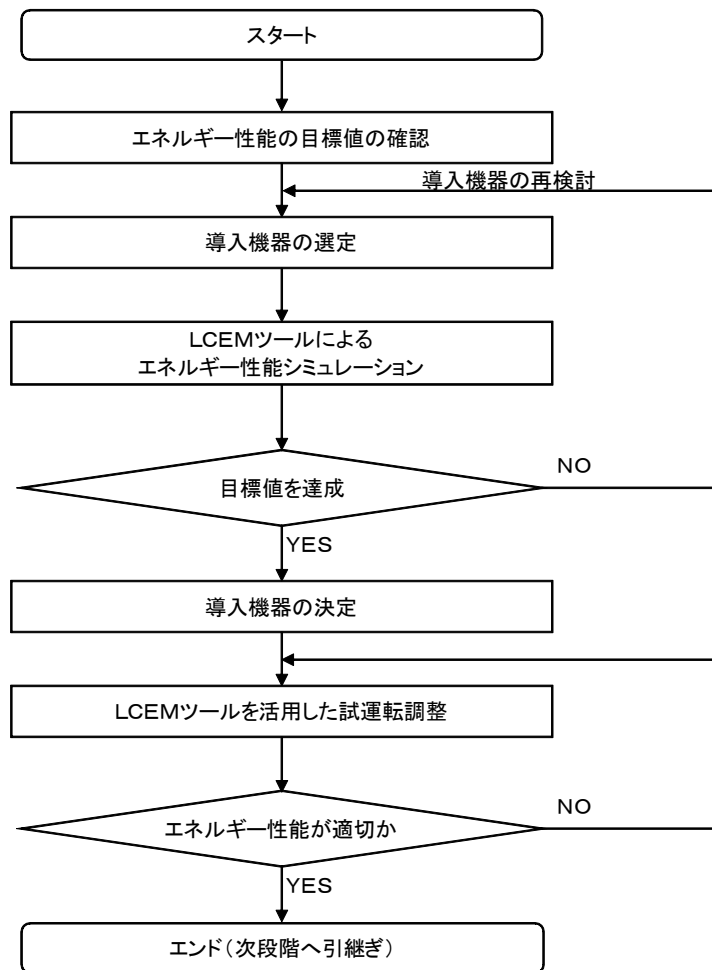 スタート
エネルギー性能の目標値の確認
導入機器の再検討
導入機器の選定
LCEMツールによる
エネルギー性能シミュレーション
目標値を達成
NO
YES
導入機器の決定
LCEMツールを活用した試運転調整
エネルギー性能が適切か
NO
YES
エンド（次段階へ引継ぎ）